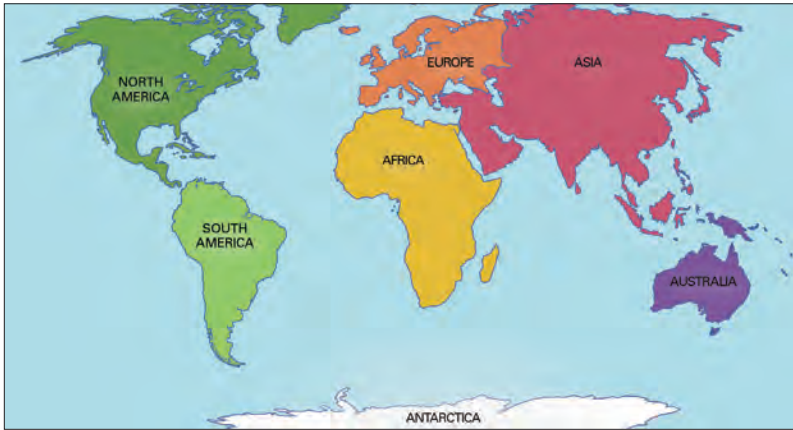 NORTH
AMERICA
EUROPE
ASIA
AFRICA
SOUTH
AMERICA
AUSTRALIA
ANTARCTICA